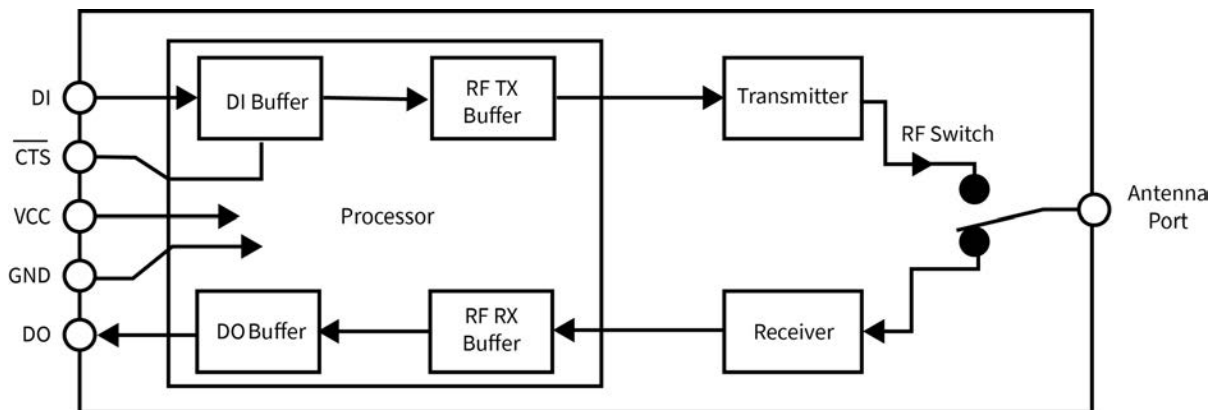 DI
CTS
VCC
GND
DO
DI Buffer
RF TX
Buffer
Transmitter
RF Switch
Antenna
Port
Processor
DO Buffer
RF RX
Buffer
Receiver